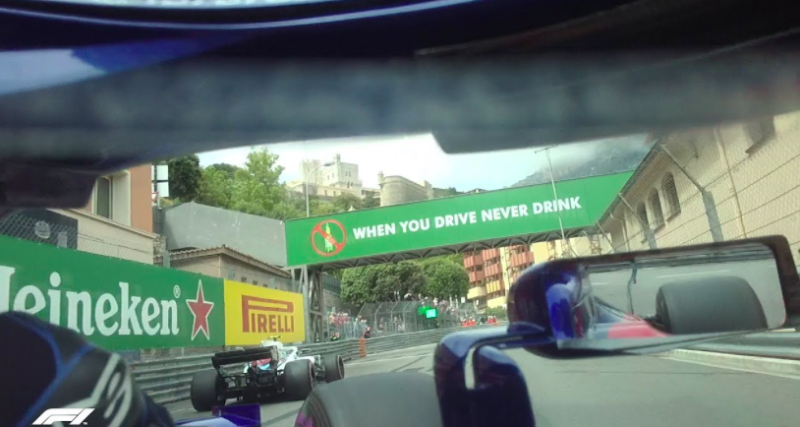 WHEN YOU DRIVE NEVER DRINK
Heineken
PIRELLI
F1